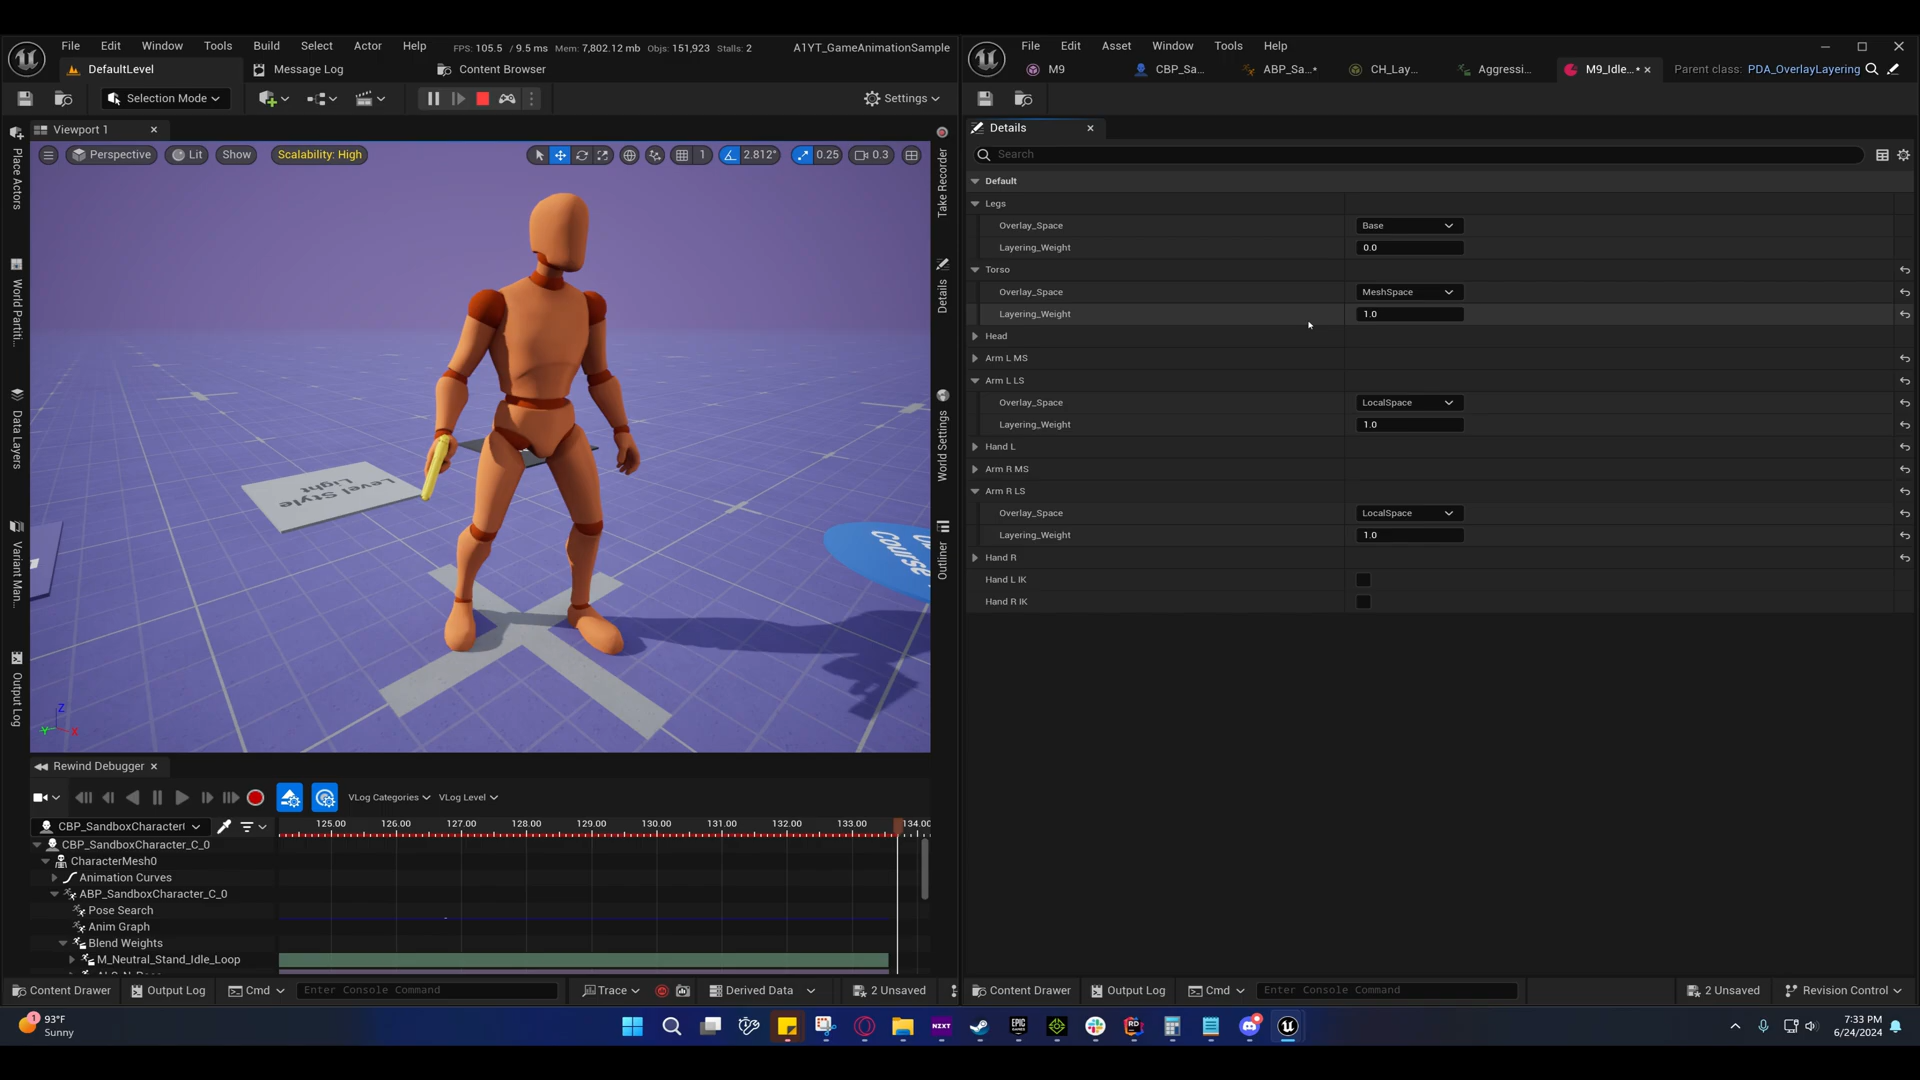 File Edit Window Tools Build Select Actor Help FPS: 105.5 / 9.5 ms Mem: 7,802.12 mb Objs: 151,923 Stalls: 2 A1YT_GameAnimationSample
DefaultLevel Message Log Content Browser
Selection Mode Settings
Viewport 1
Perspective Lit Show Scalability: High 1 2.812° 0.25 0.3
Place Actors
World Partiti...
Data Layers
Variant Man...
Output Log
Level Style
Light
Course
Z
Y X
Take Recorder
Details
World Settings
Outliner
Rewind Debugger
VLog Categories VLog Level
CBP_SandboxCharacter( 125.00 126.00 127.00 128.00 129.00 130.00 131.00 132.00 133.00 134.00
CBP_SandboxCharacter_C_0
CharacterMesh0
Animation Curves
ABP_SandboxCharacter_C_0
Pose Search
Anim Graph
Blend Weights
M_Neutral_Stand_Idle_Loop
Content Drawer Output Log Cmd Enter Console Command Trace Derived Data 2 Unsaved
File Edit Asset Window Tools Help
M9 CBP_Sa... ABP_Sa...* CH_Lay... Aggressi... M9_Idle...* Parent class: PDA_OverlayLayering
Details
Search
Default
Legs
Overlay_Space Base
Layering_Weight 0.0
Torso
Overlay_Space MeshSpace
Layering_Weight 1.0
Head
Arm L MS
Arm L LS
Overlay_Space LocalSpace
Layering_Weight 1.0
Hand L
Arm R MS
Arm R LS
Overlay_Space LocalSpace
Layering_Weight 1.0
Hand R
Hand L IK
Hand R IK
Content Drawer Output Log Cmd Enter Console Command 2 Unsaved Revision Control
1 93°F
Sunny
NZXT EPIC GAMES RD
7:33 PM
6/24/2024